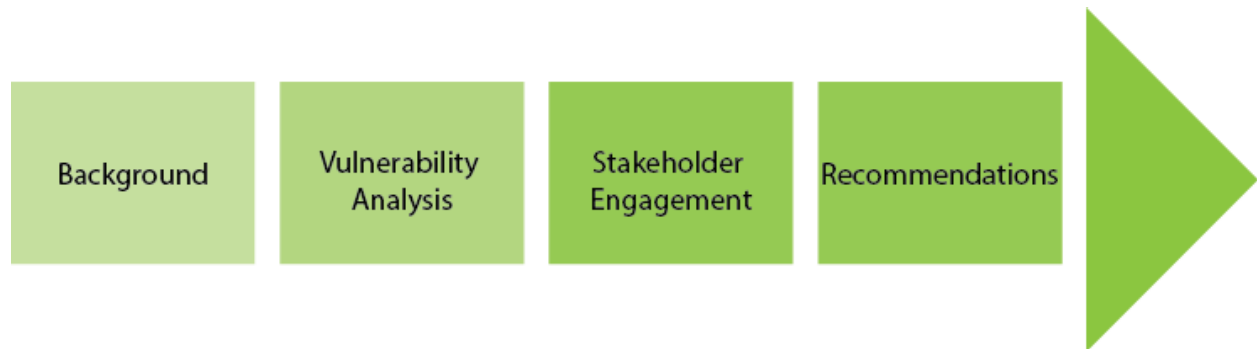 Background
Vulnerability
Analysis
Stakeholder
Engagement
Recommendations